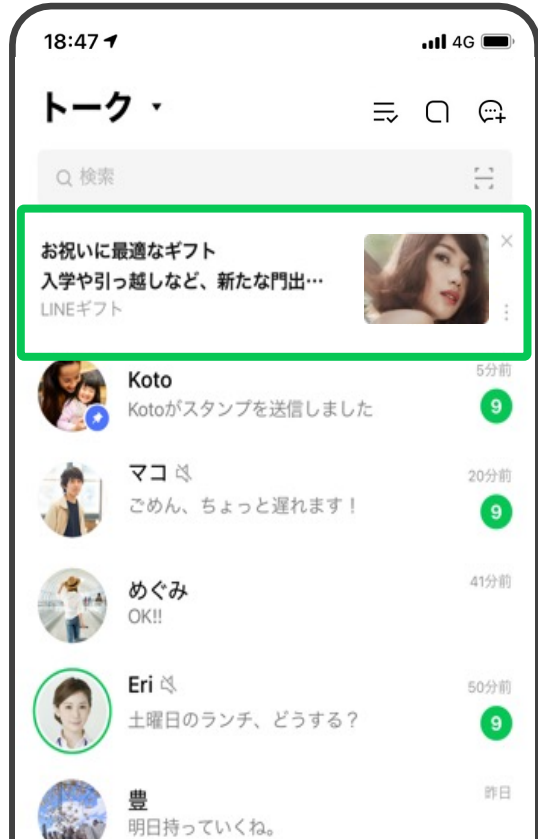 18:47
4G
トーク
検索
お祝いに最適なギフト
入学や引っ越しなど、新たな門出…
LINEギフト
Koto
5分前
Kotoがスタンプを送信しました
9
マコ
20分前
ごめん、ちょっと遅れます！
9
めぐみ
41分前
OK!!
Eri
50分前
土曜日のランチ、どうする？
9
豊
昨日
明日持っていくね。